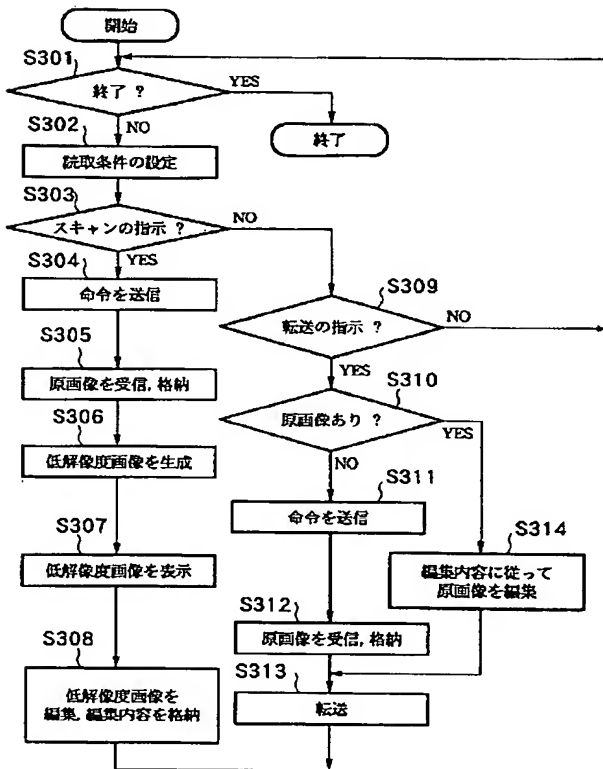 開始
S301
終了 ?
YES
NO
終了
S302
読取条件の設定
S303
スキャンの指示 ?
NO
YES
S304
命令を送信
S309
転送の指示 ?
NO
YES
S305
原画像を受信,格納
S310
原画像あり ?
YES
NO
S306
低解像度画像を生成
S311
命令を送信
S307
低解像度画像を表示
S314
編集内容に従って
原画像を編集
S312
原画像を受信,格納
S308
低解像度画像を
編集,編集内容を格納
S313
転送